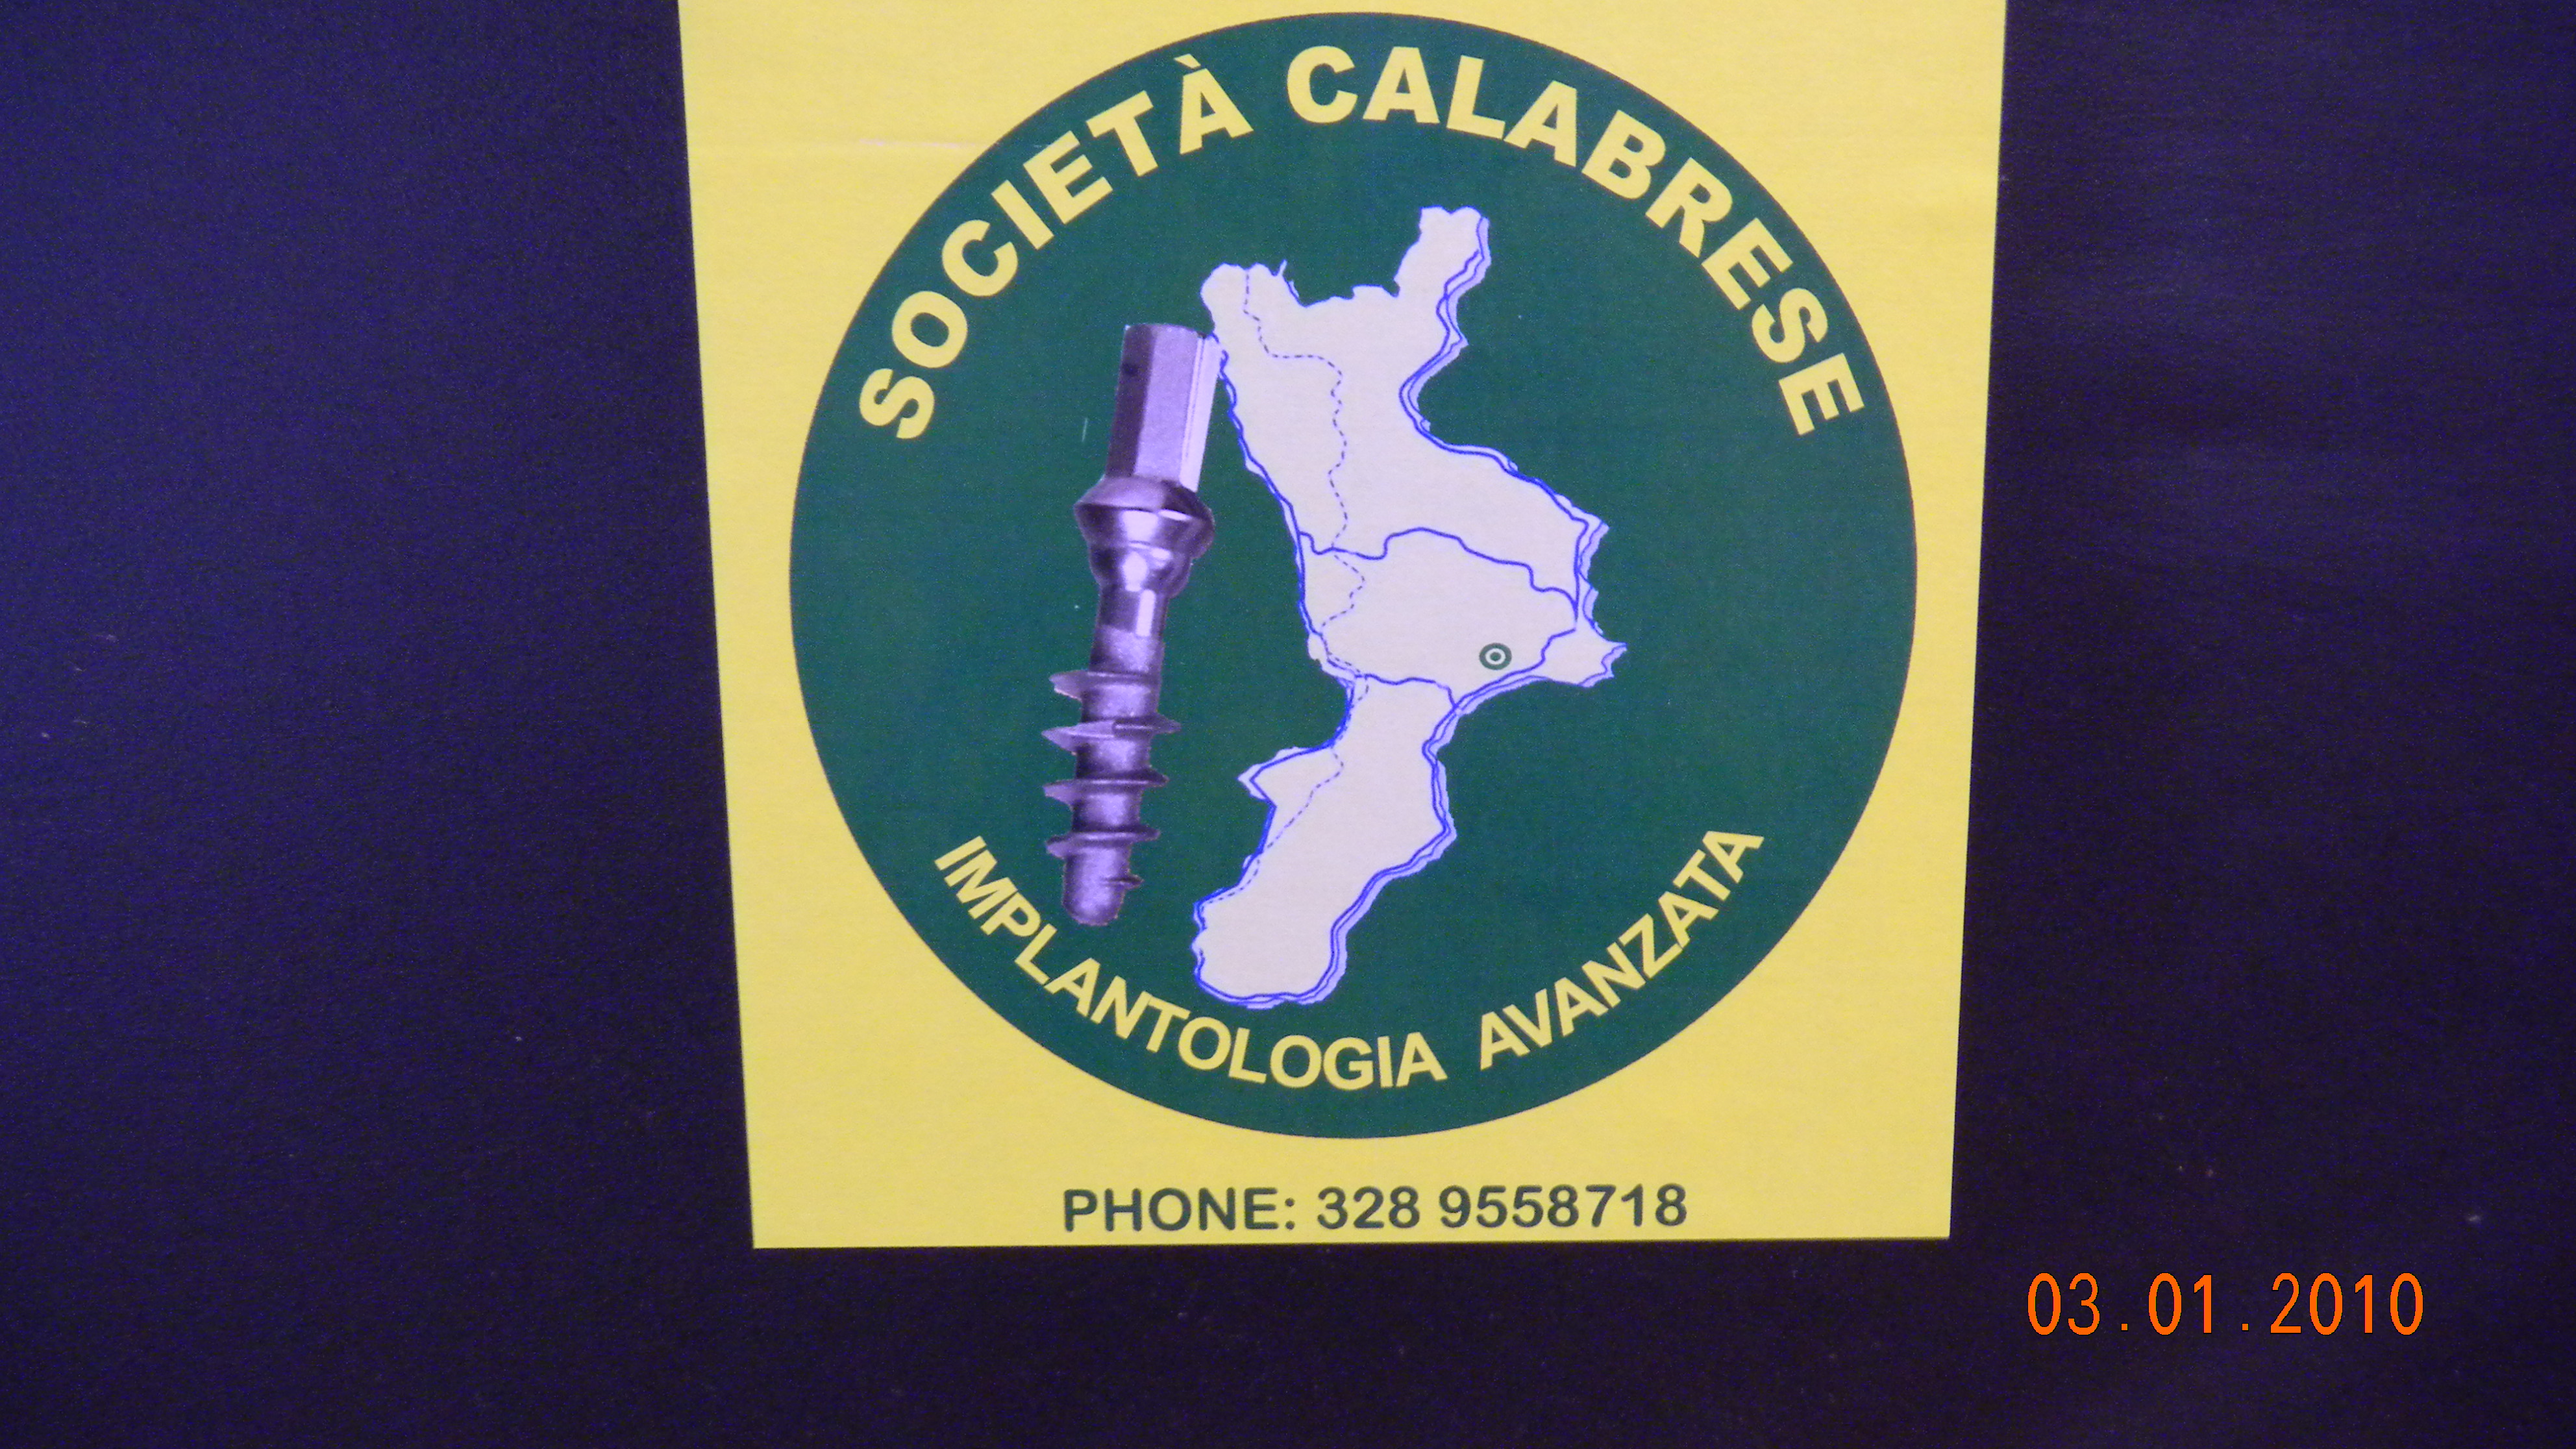 SOCIETÀ CALABRESE
IMPLANTOLOGIA AVANZATA
PHONE: 328 9558718
03.01.2010